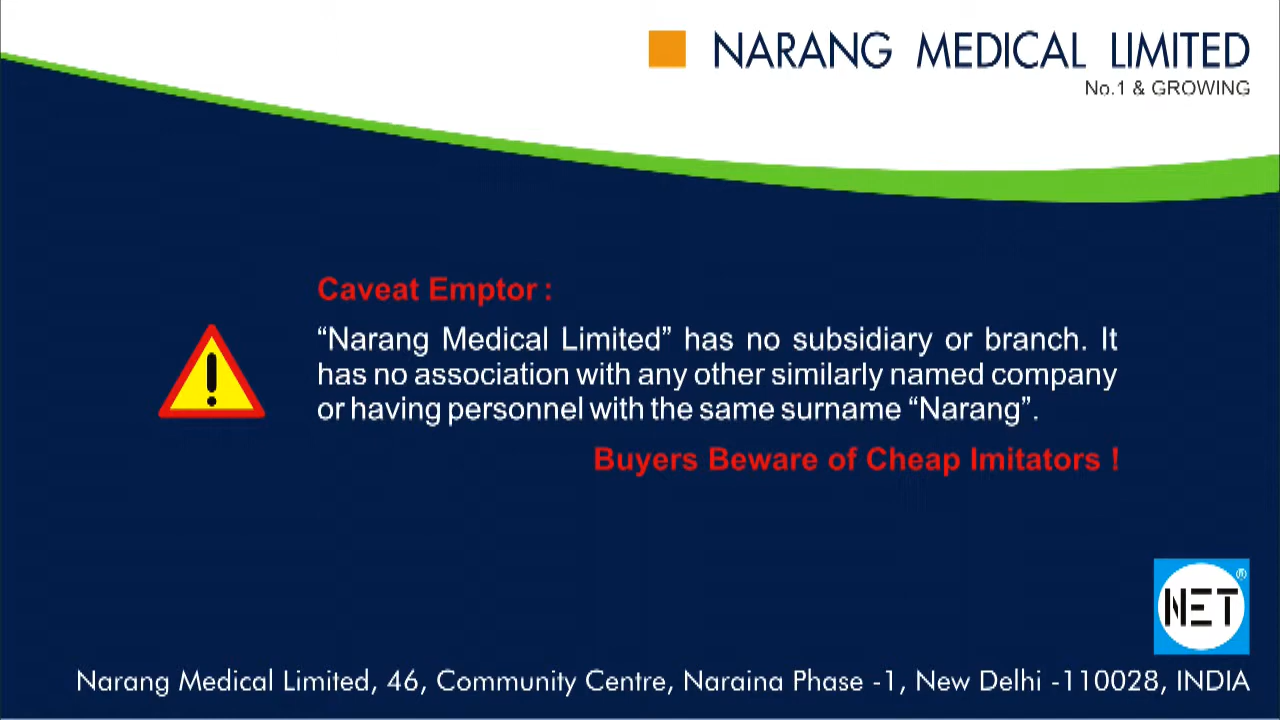 NARANG MEDICAL LIMITED
No.1 & GROWING
Caveat Emptor :
“Narang Medical Limited” has no subsidiary or branch. It
has no association with any other similarly named company
or having personnel with the same surname “Narang”.
Buyers Beware of Cheap Imitators !
NET®
Narang Medical Limited, 46, Community Centre, Naraina Phase -1, New Delhi -110028, INDIA